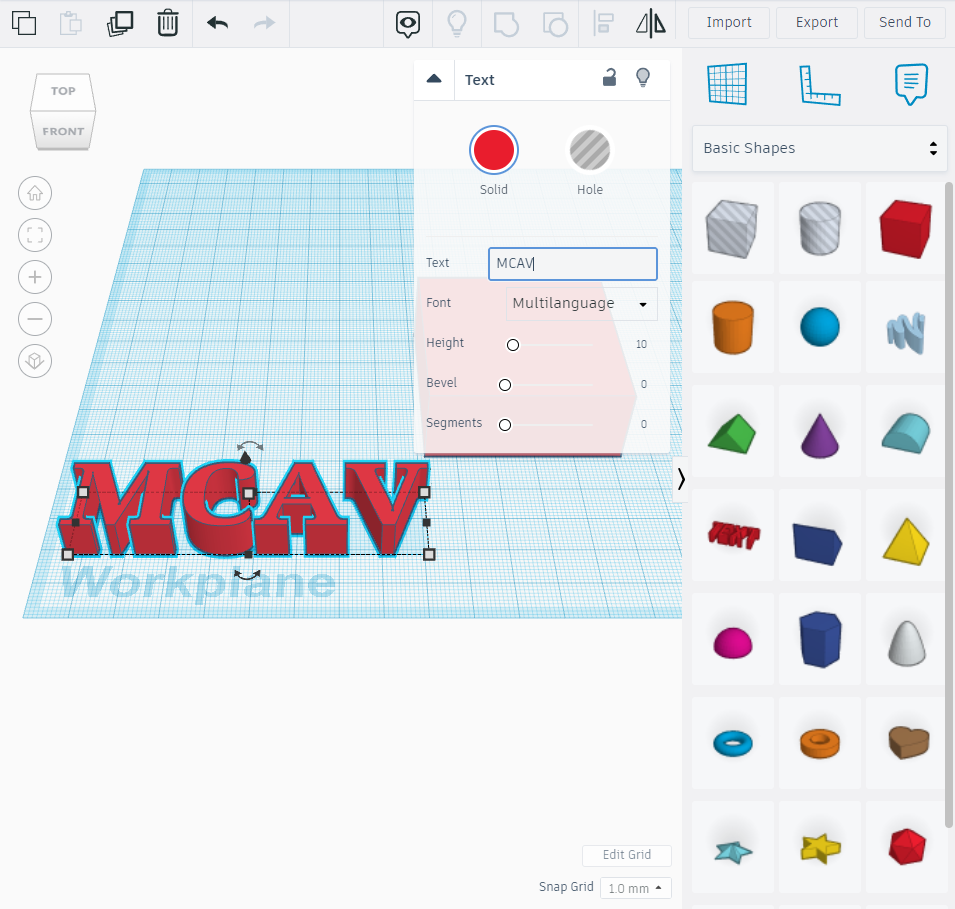 Import
Export
Send To
TOP
FRONT
Text
Solid
Hole
Basic Shapes
Text
MCAV
Font
Multilanguage
Height
10
Bevel
0
Segments
0
MCAV
Workplane
TEXT
Edit Grid
Snap Grid
1.0 mm